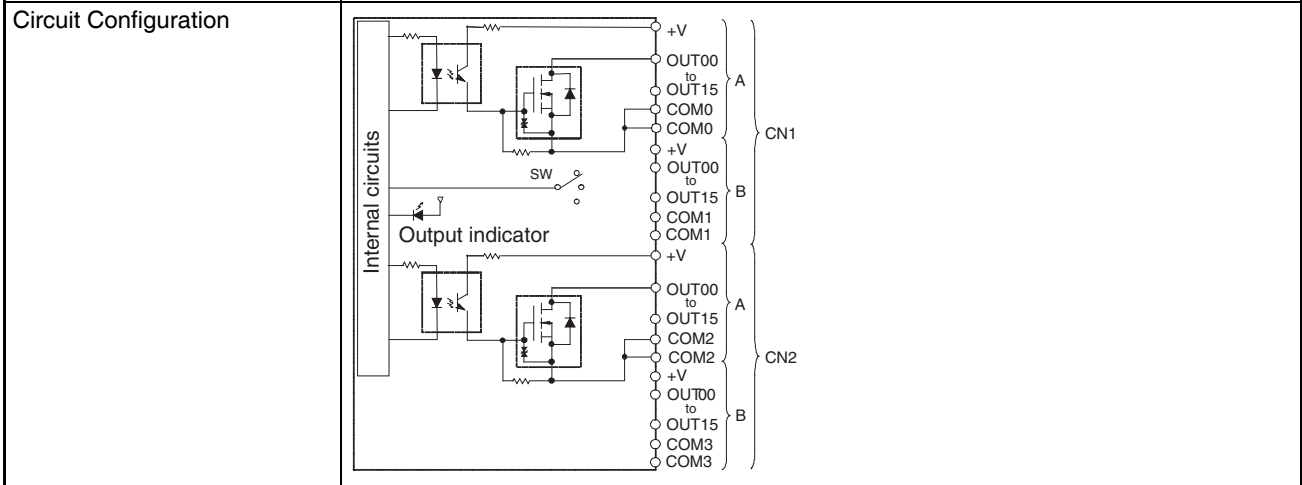 Circuit Configuration
Internal circuits
SW
Output indicator
+V
OUT00
to
OUT15
COM0
COM0
A
+V
OUT00
to
OUT15
COM1
COM1
B
CN1
+V
OUT00
to
OUT15
COM2
COM2
A
+V
OUT00
to
OUT15
COM3
COM3
B
CN2